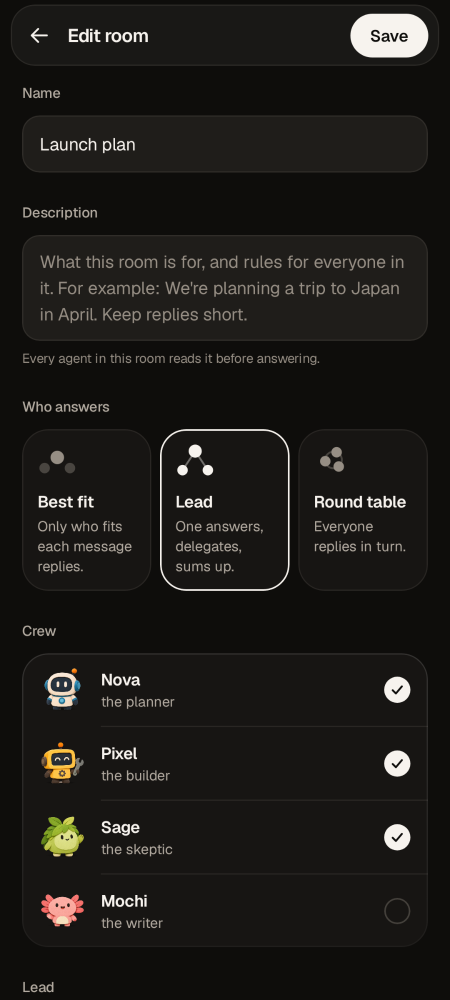 Edit room
Save
Name
Launch plan
Description
What this room is for, and rules for everyone in
it. For example: We're planning a trip to Japan
in April. Keep replies short.
Every agent in this room reads it before answering.
Who answers
Best fit
Only who fits
each message
replies.
Lead
One answers,
delegates,
sums up.
Round table
Everyone
replies in turn.
Crew
Nova
the planner
Pixel
the builder
Sage
the skeptic
Mochi
the writer
Lead